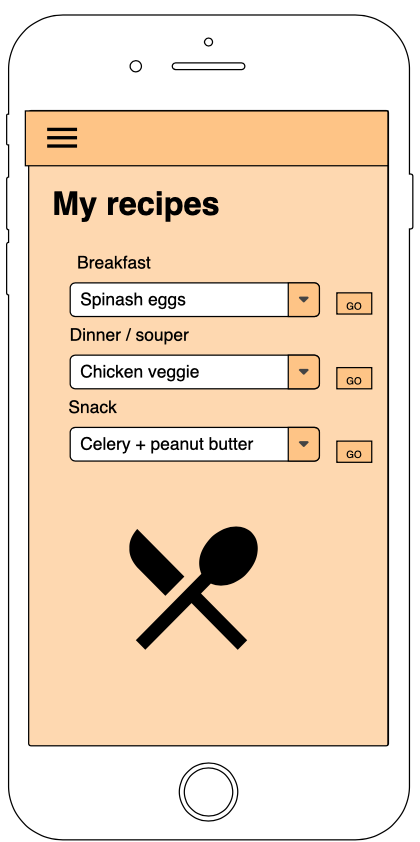 My recipes
Breakfast
Spinash eggs
GO
Dinner / souper
Chicken veggie
GO
Snack
Celery + peanut butter
GO